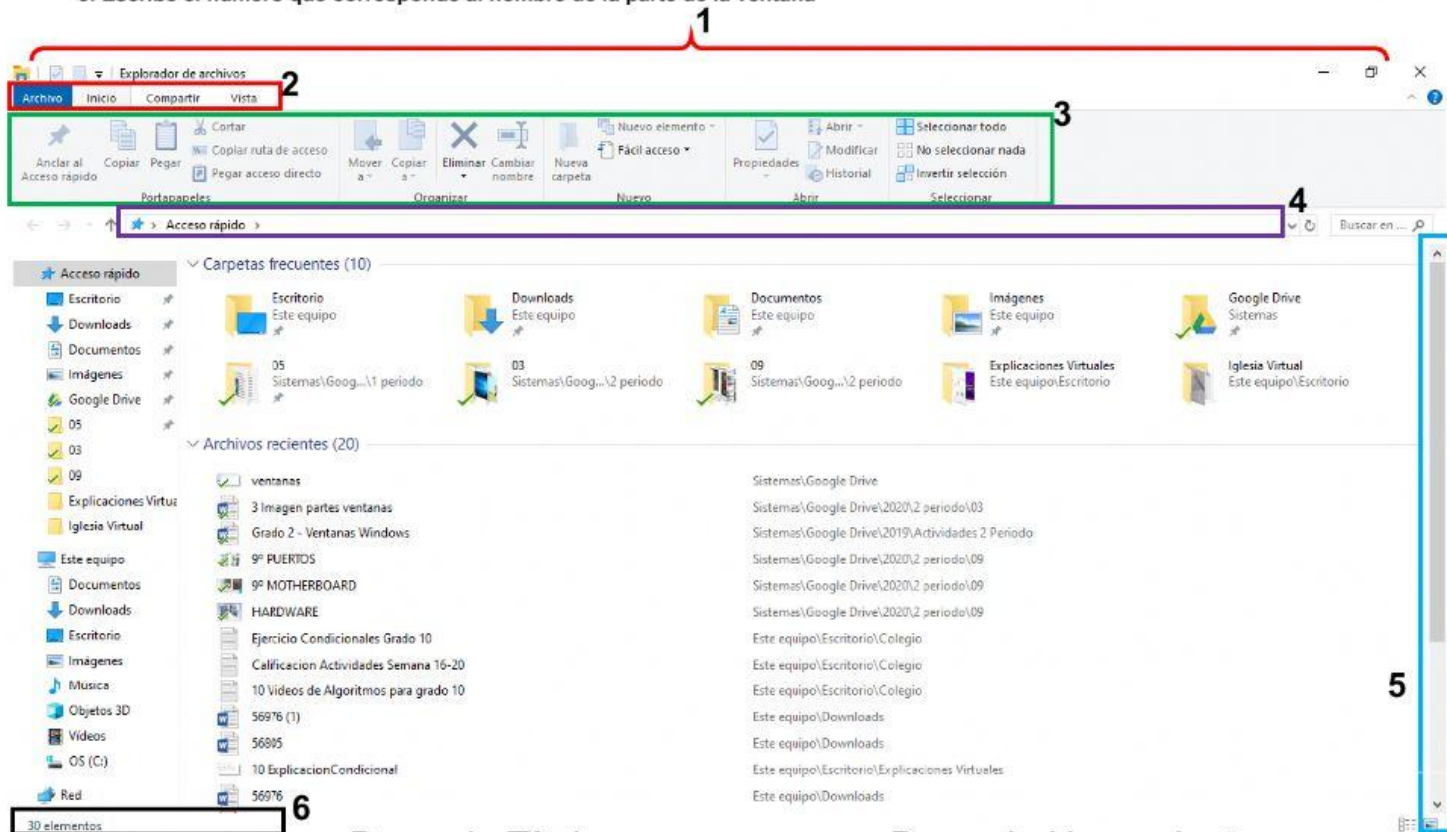 1
Explorador de archivos
2
Archivo Inicio Compartir Vista
3
Anclar al Acceso rápido
Copiar
Pegar
Cortar
Copiar ruta de acceso
Pegar acceso directo
Portapapeles
Mover a
Copiar a
Eliminar
Cambiar nombre
Organizar
Nueva carpeta
Nuevo elemento
Fácil acceso
Nuevo
Propiedades
Abrir
Modificar
Historial
Abrir
Seleccionar todo
No seleccionar nada
Invertir selección
Seleccionar
4
Acceso rápido
Buscar en ...
Acceso rápido
Escritorio
Downloads
Documentos
Imágenes
Google Drive
05
03
09
Explicaciones Virtua
Iglesia Virtual
Este equipo
Documentos
Downloads
Escritorio
Imágenes
Música
Objetos 3D
Vídeos
OS (C:)
Red
Carpetas frecuentes (10)
Escritorio
Este equipo
Downloads
Este equipo
Documentos
Este equipo
Imágenes
Este equipo
Google Drive
Sistemas
05
Sistemas\Goog...\1 periodo
03
Sistemas\Goog...\2 periodo
09
Sistemas\Goog...\2 periodo
Explicaciones Virtuales
Este equipo\Escritorio
Iglesia Virtual
Este equipo\Escritorio
Archivos recientes (20)
ventanas Sistemas\Google Drive
3 Imagen partes ventanas Sistemas\Google Drive\2020\2 periodo\03
Grado 2 - Ventanas Windows Sistemas\Google Drive\2019\Actividades 2 Periodo
9º PUERTOS Sistemas\Google Drive\2020\2 periodo\09
9º MOTHERBOARD Sistemas\Google Drive\2020\2 periodo\09
HARDWARE Sistemas\Google Drive\2020\2 periodo\09
Ejercicio Condicionales Grado 10 Este equipo\Escritorio\Colegio
Calificacion Actividades Semana 16-20 Este equipo\Escritorio\Colegio
10 Videos de Algoritmos para grado 10 Este equipo\Escritorio\Colegio
56976 (1) Este equipo\Downloads
56805 Este equipo\Downloads
10 ExplicacionCondicional Este equipo\Escritorio\Explicaciones Virtuales
56976 Este equipo\Downloads
5
6
30 elementos